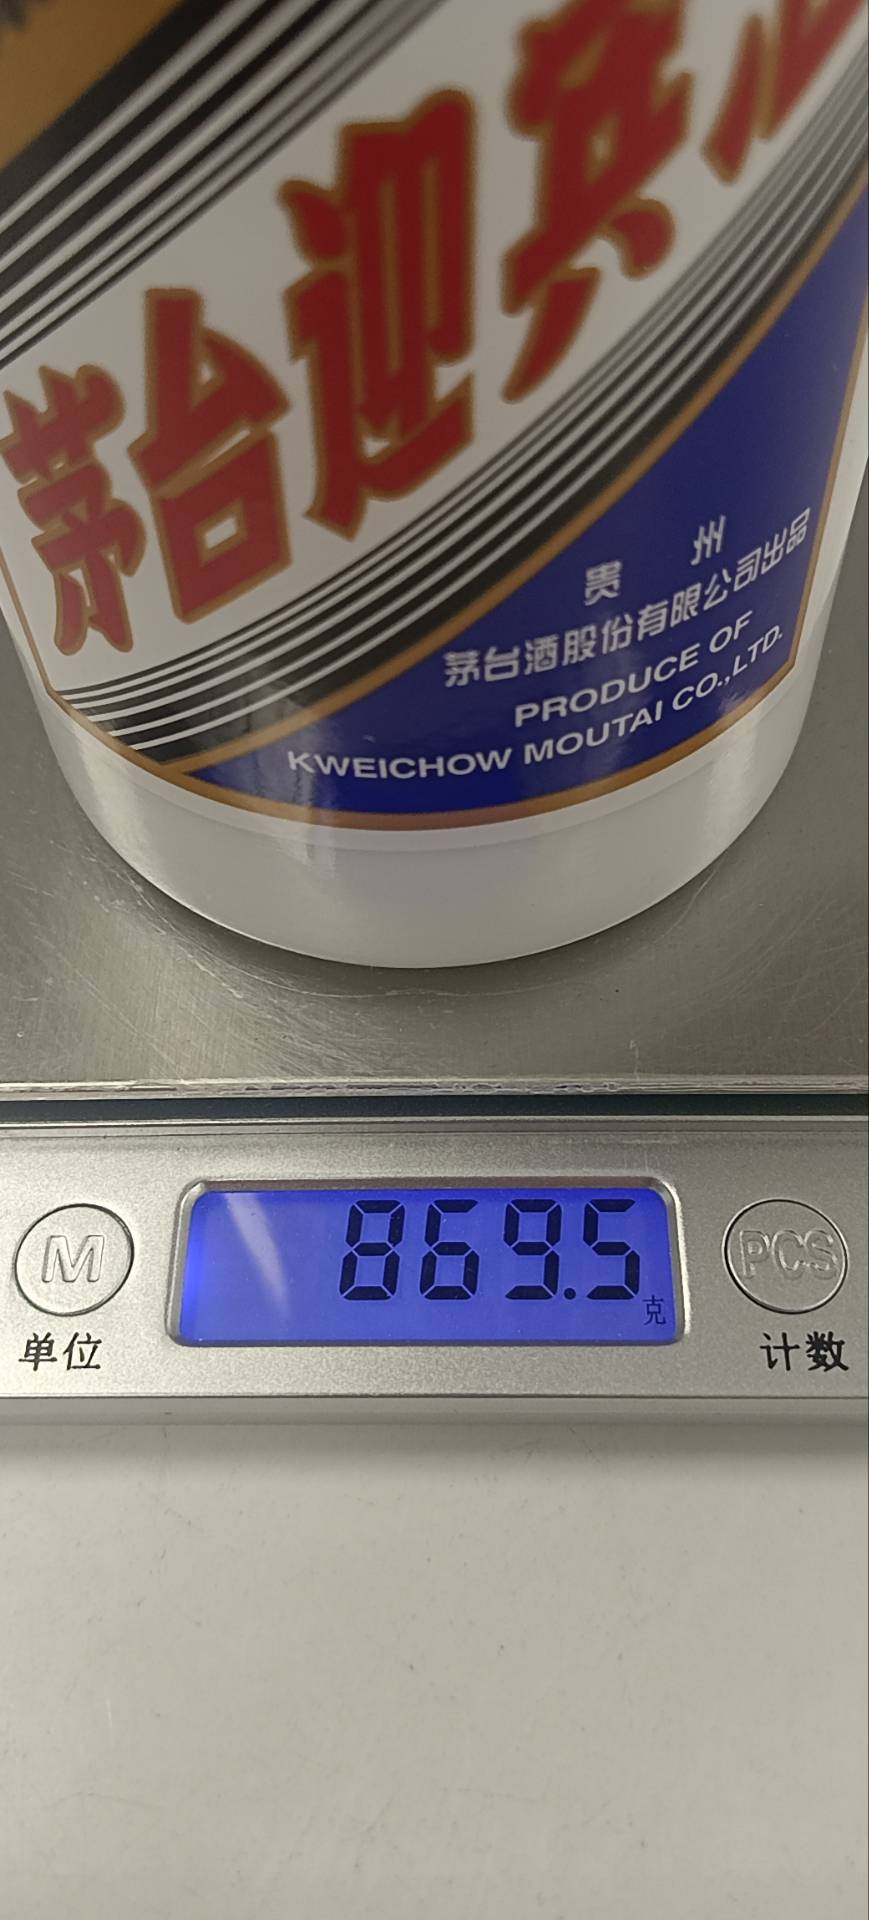 茅台迎宾
贵州
茅台酒股份有限公司出品
PRODUCE OF
KWEICHOW MOUTAI CO.,LTD.
869.5
克
M
PCS
单位
计数